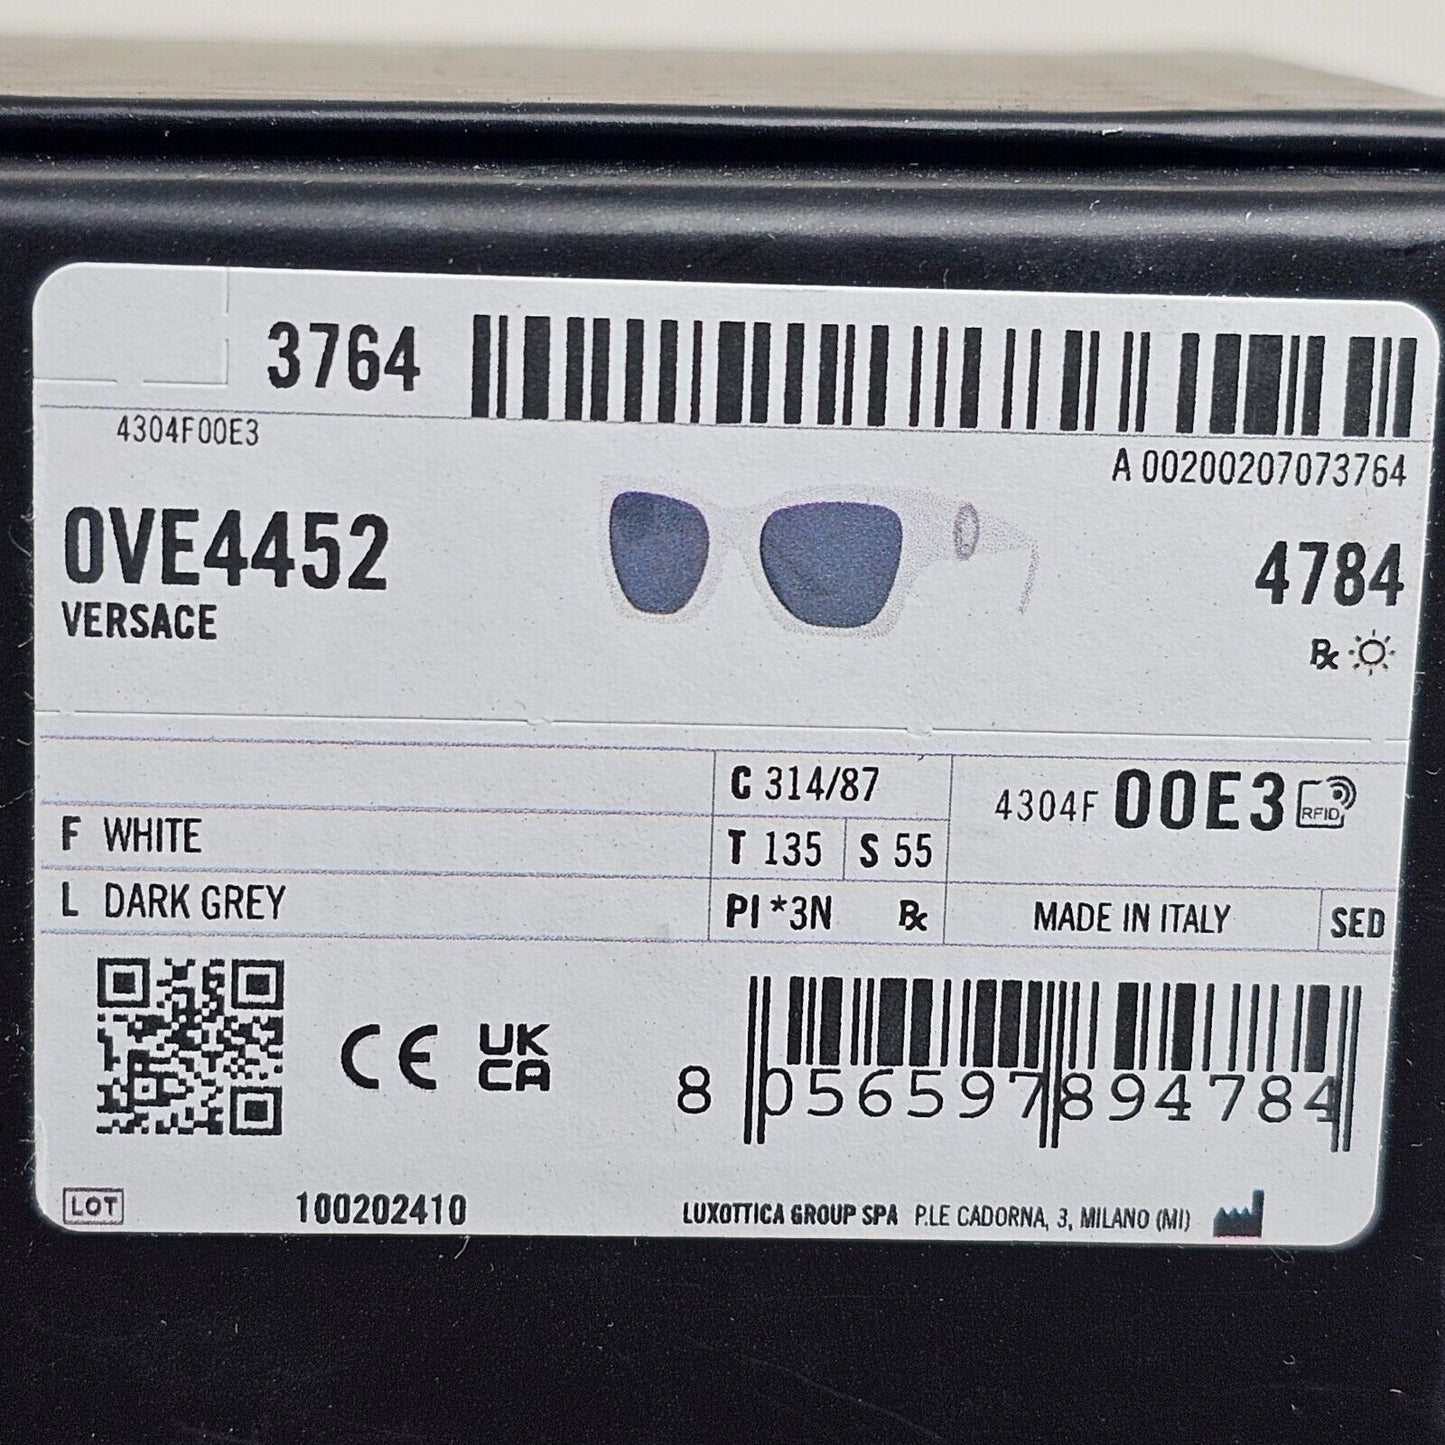 3764
4304F00E3
A 00200207073764
0VE4452
4784
VERSACE
Rx
C 314/87
4304F 00E3 RFID
F WHITE
T 135 S 55
L DARK GREY
PI *3N Rx
MADE IN ITALY
SED
CE UK CA
8 056597 894784
LOT 100202410
LUXOTTICA GROUP SPA P.LE CADORNA, 3, MILANO (MI)